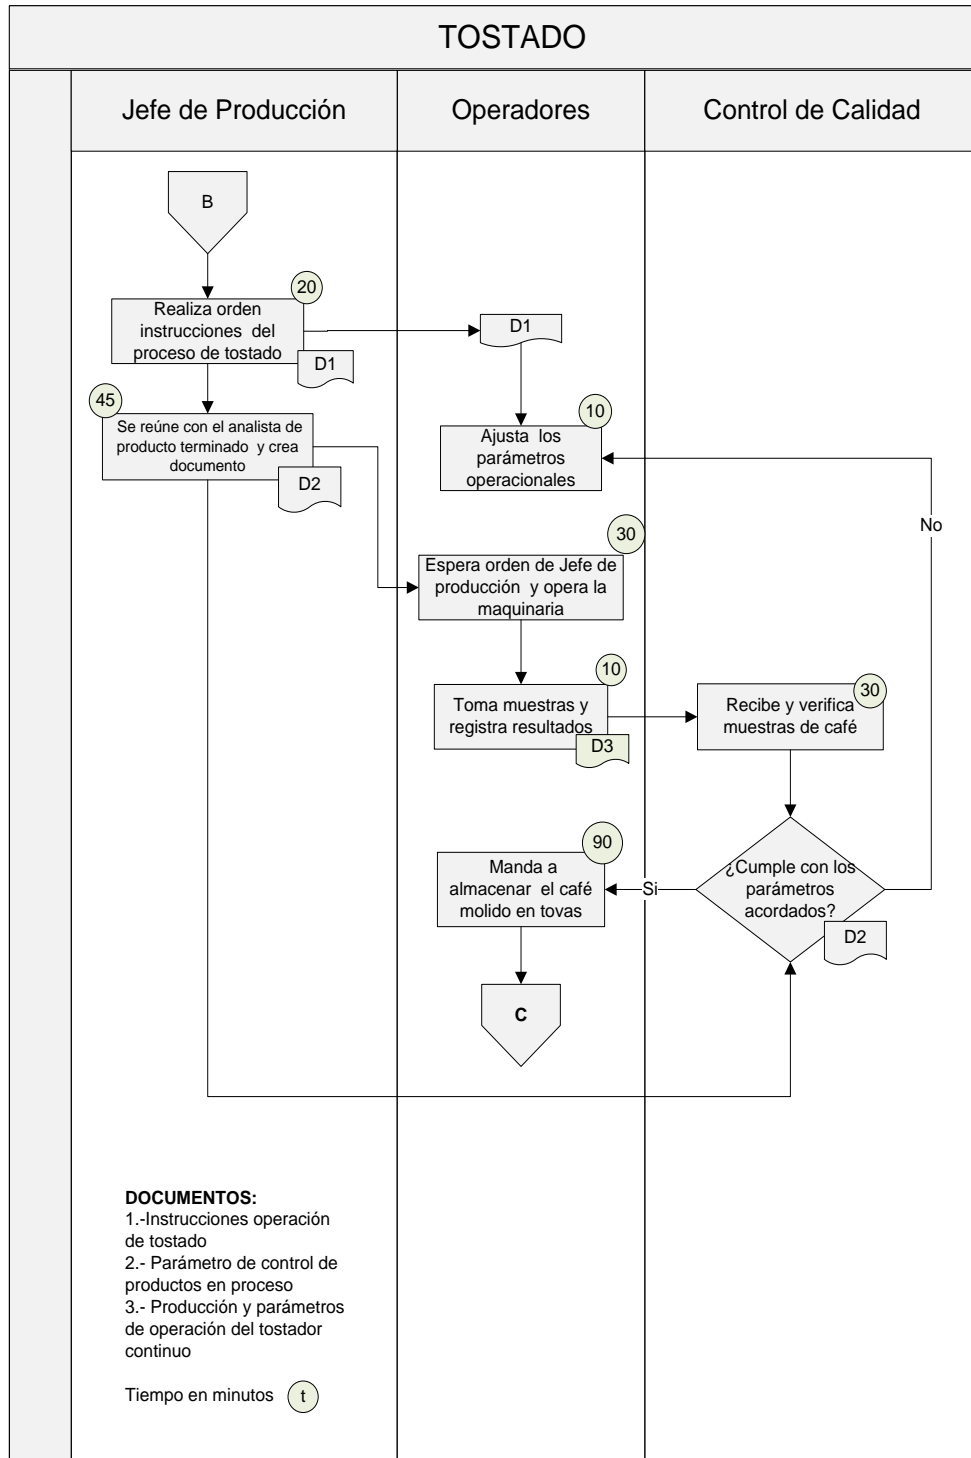 TOSTADO
Jefe de Producción
Operadores
Control de Calidad
B
20
Realiza orden
instrucciones del
proceso de tostado
D1
D1
45
Se reúne con el analista de
producto terminado y crea
documento
D2
10
Ajusta los
parámetros
operacionales
No
30
Espera orden de Jefe de
producción y opera la
maquinaria
10
Toma muestras y
registra resultados
D3
30
Recibe y verifica
muestras de café
90
Manda a
almacenar el café
molido en tovas
Si
¿Cumple con los
parámetros
acordados?
D2
C
DOCUMENTOS:
1.-Instrucciones operación
de tostado
2.- Parámetro de control de
productos en proceso
3.- Producción y parámetros
de operación del tostador
continuo
Tiempo en minutos t